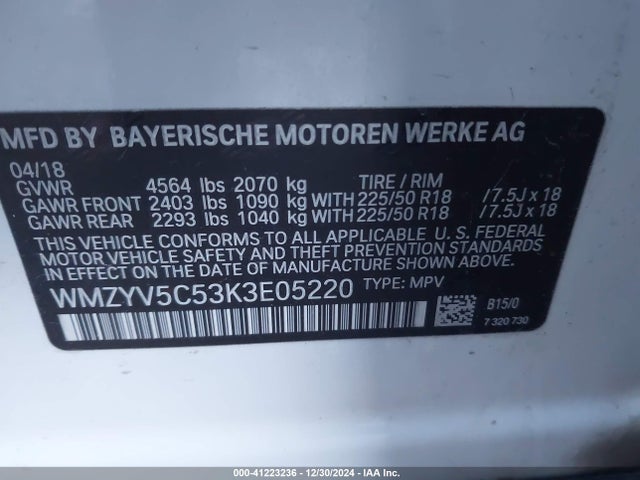 MFD BY BAYERISCHE MOTOREN WERKE AG
04/18
GVWR 4564 lbs 2070 kg TIRE / RIM
GAWR FRONT 2403 lbs 1090 kg WITH 225/50 R18 /7.5J x 18
GAWR REAR 2293 lbs 1040 kg WITH 225/50 R18 /7.5J x 18
THIS VEHICLE CONFORMS TO ALL APPLICABLE U. S. FEDERAL
MOTOR VEHICLE SAFETY AND THEFT PREVENTION STANDARDS
IN EFFECT ON THE DATE OF MANUFACTURE SHOWN ABOVE.
WMZYV5C53K3E05220 TYPE: MPV
B15/0
7 320 730
000-41223236 - 12/30/2024 - IAA Inc.